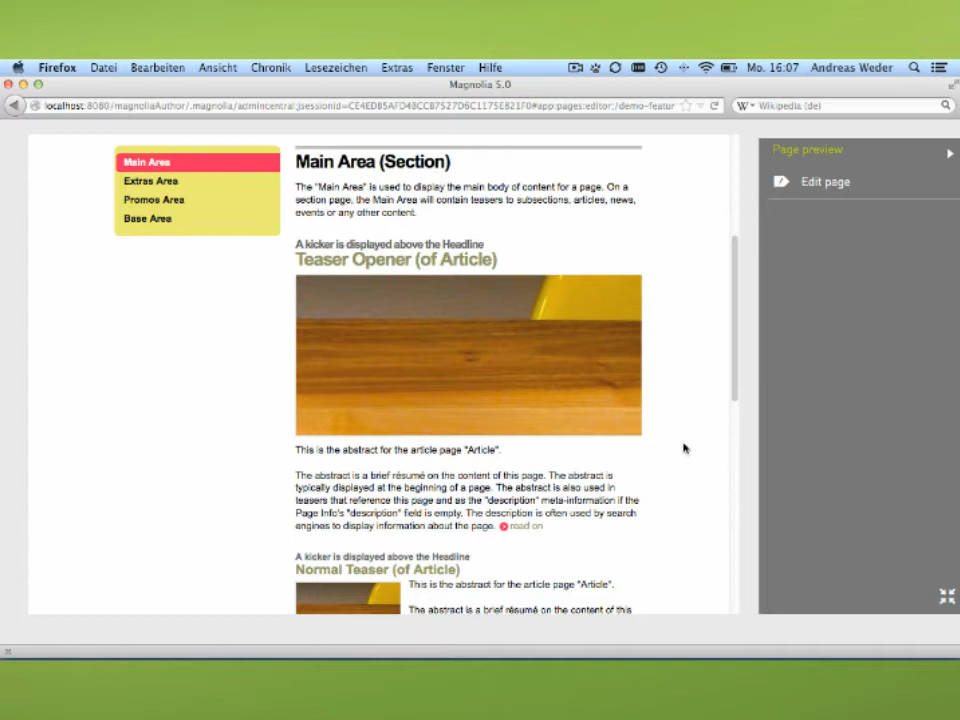 Firefox Datei Bearbeiten Ansicht Chronik Lesezeichen Extras Fenster Hilfe Mo. 16:07 Andreas Weder
Magnolia 5.0
localhost:8080/magnoliaAuthor/.magnolia/admincentral;jsessionid=CE4EDB5AFD48CCB7527D6C1175E821F0#app:pages:editor;/demo-featur
W Wikipedia (de)
Main Area
Extras Area
Promos Area
Base Area
Main Area (Section)
The "Main Area" is used to display the main body of content for a page. On a
section page, the Main Area will contain teasers to subsections, articles, news,
events or any other content.
A kicker is displayed above the Headline
Teaser Opener (of Article)
This is the abstract for the article page "Article".
The abstract is a brief résumé on the content of this page. The abstract is
typically displayed at the beginning of a page. The abstract is also used in
teasers that reference this page and as the "description" meta-information if the
Page Info's "description" field is empty. The description is often used by search
engines to display information about the page. read on
A kicker is displayed above the Headline
Normal Teaser (of Article)
This is the abstract for the article page "Article".
The abstract is a brief résumé on the content of this
Page preview
Edit page